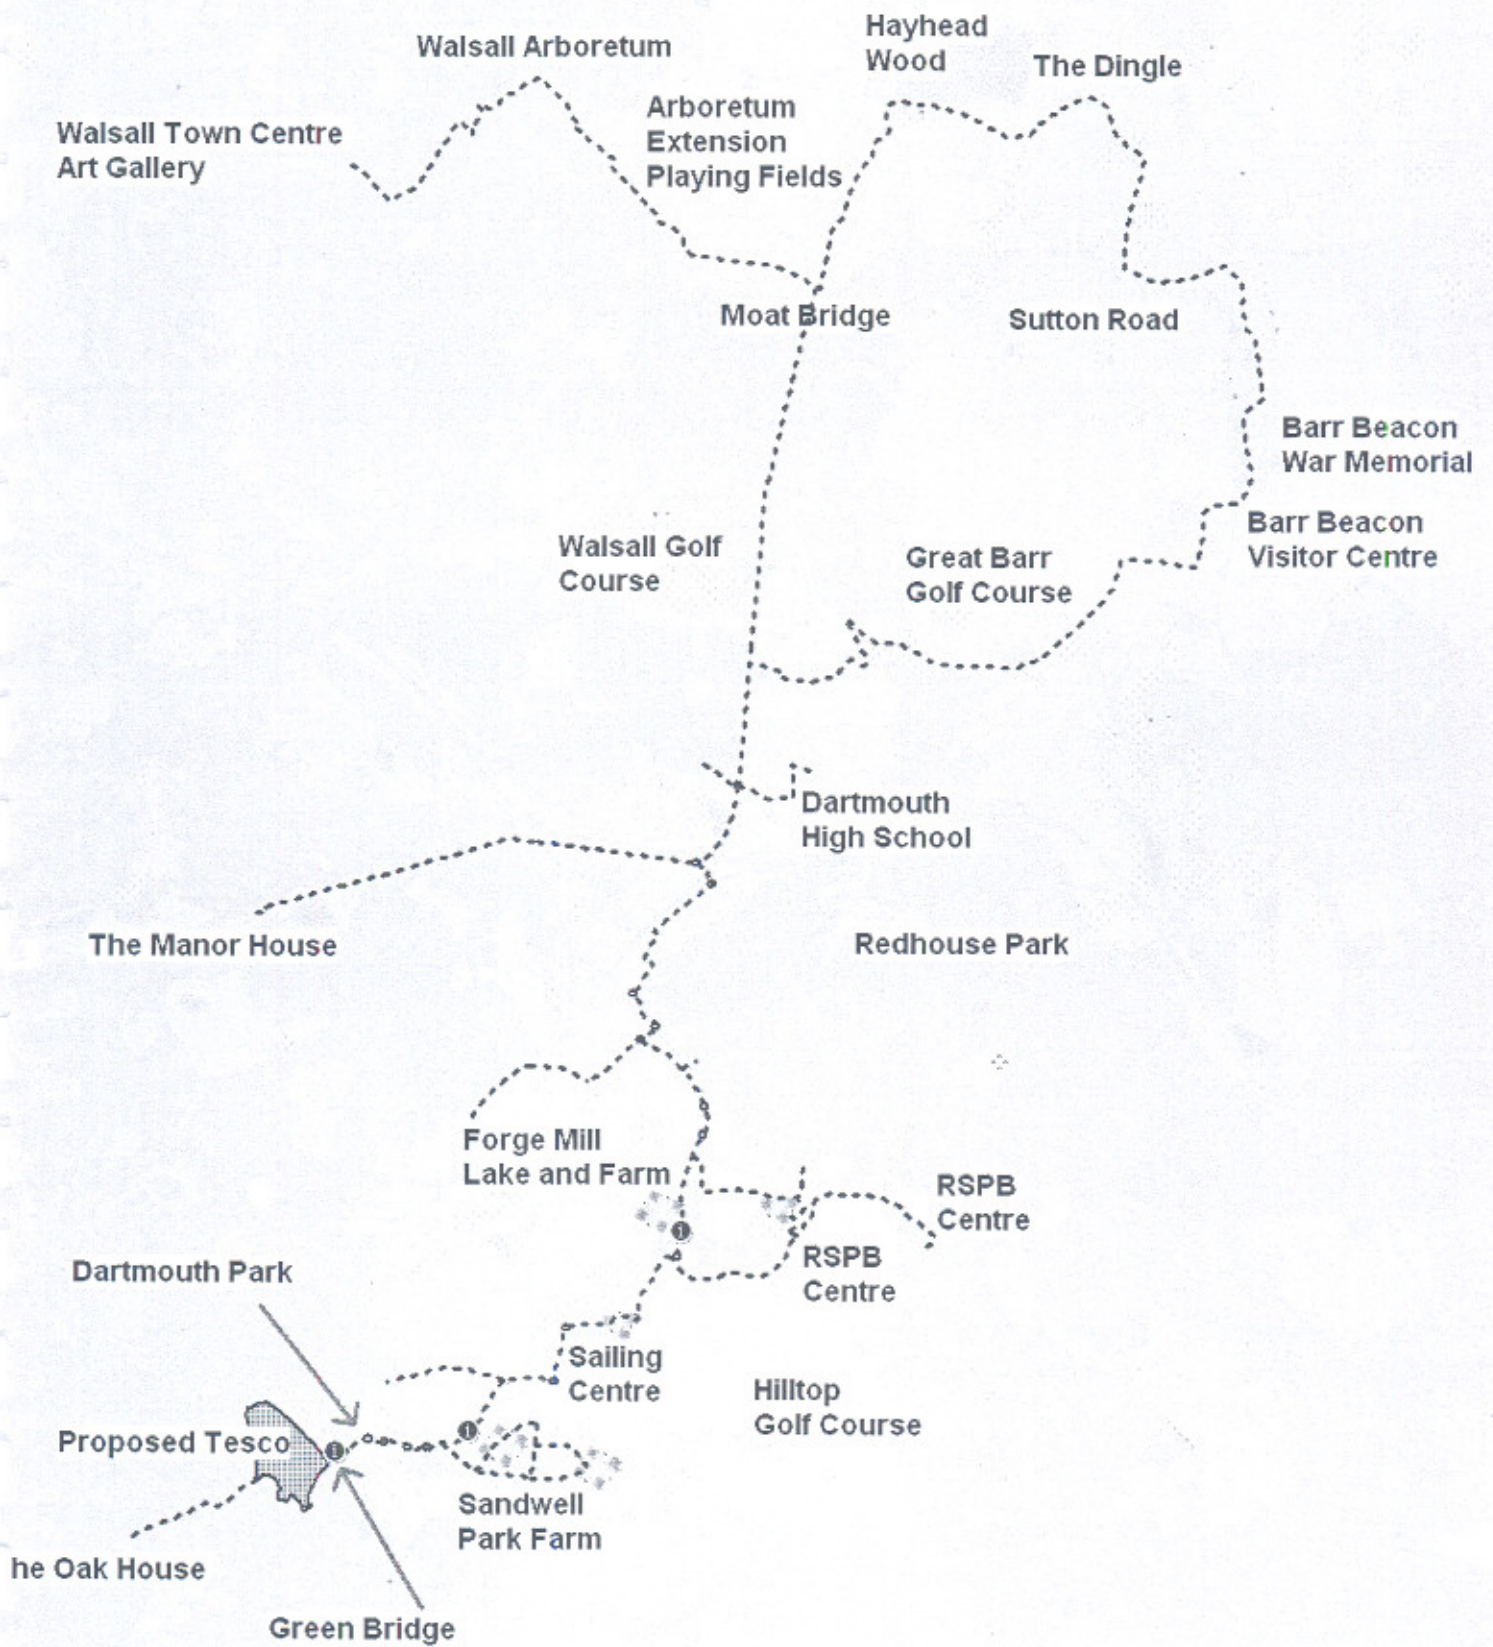 Hayhead
Wood
Walsall Arboretum
The Dingle
Arboretum
Extension
Playing Fields
Walsall Town Centre
Art Gallery
Moat Bridge
Sutton Road
Barr Beacon
War Memorial
Barr Beacon
Visitor Centre
Walsall Golf
Course
Great Barr
Golf Course
Dartmouth
High School
The Manor House
Redhouse Park
Forge Mill
Lake and Farm
RSPB
Centre
RSPB
Centre
Dartmouth Park
Sailing
Centre
Hilltop
Golf Course
Proposed Tesco
Sandwell
Park Farm
he Oak House
Green Bridge